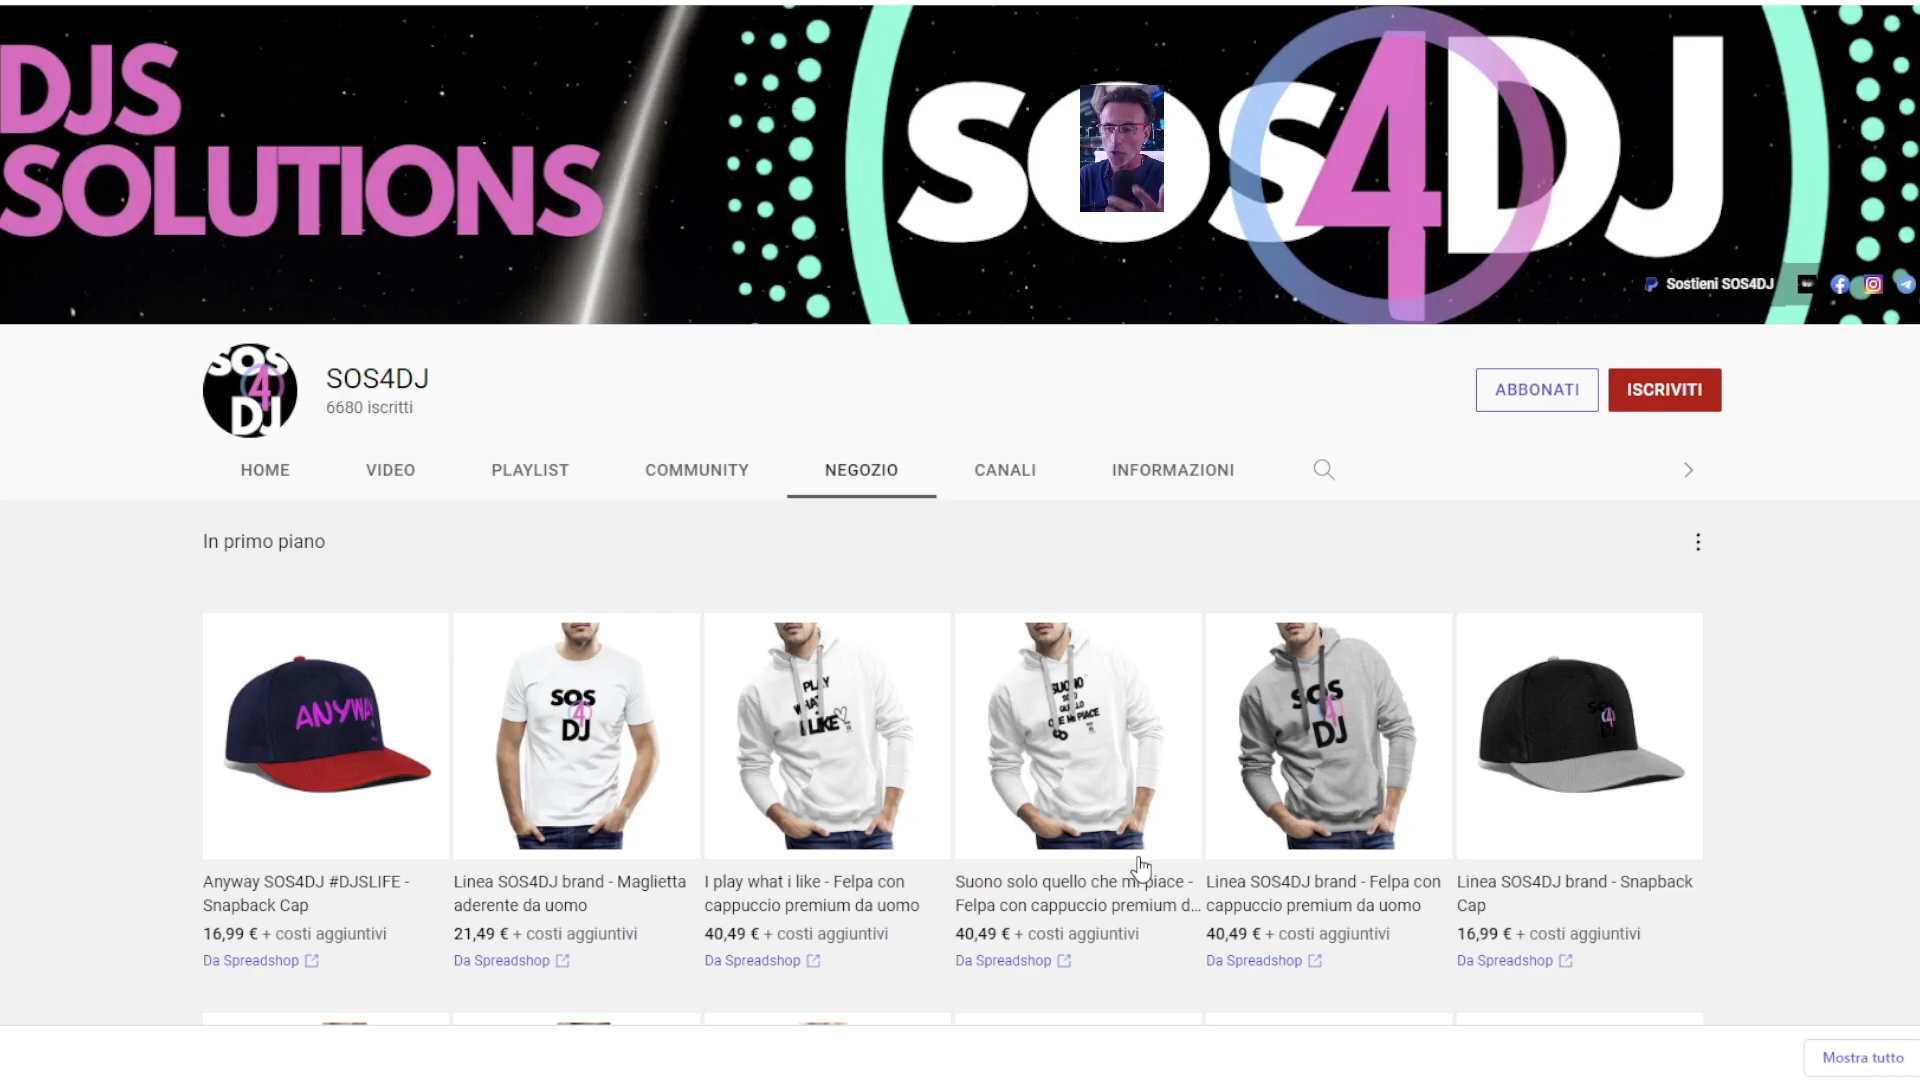 DJS
SOLUTIONS
SOS4DJ
Sostieni SOS4DJ
SOS
4
DJ
SOS4DJ
6680 iscritti
ABBONATI
ISCRIVITI
HOME
VIDEO
PLAYLIST
COMMUNITY
NEGOZIO
CANALI
INFORMAZIONI
In primo piano
ANYWAY
SOS
4
DJ
PLAY
WHAT
I LIKE
SUONO
SOLO
QUELLO
CHE MI PIACE
SOS
4
DJ
SOS
4
DJ
Anyway SOS4DJ #DJSLIFE -
Snapback Cap
16,99 € + costi aggiuntivi
Da Spreadshop
Linea SOS4DJ brand - Maglietta
aderente da uomo
21,49 € + costi aggiuntivi
Da Spreadshop
I play what i like - Felpa con
cappuccio premium da uomo
40,49 € + costi aggiuntivi
Da Spreadshop
Suono solo quello che mi piace -
Felpa con cappuccio premium d...
40,49 € + costi aggiuntivi
Da Spreadshop
Linea SOS4DJ brand - Felpa con
cappuccio premium da uomo
40,49 € + costi aggiuntivi
Da Spreadshop
Linea SOS4DJ brand - Snapback
Cap
16,99 € + costi aggiuntivi
Da Spreadshop
Mostra tutto